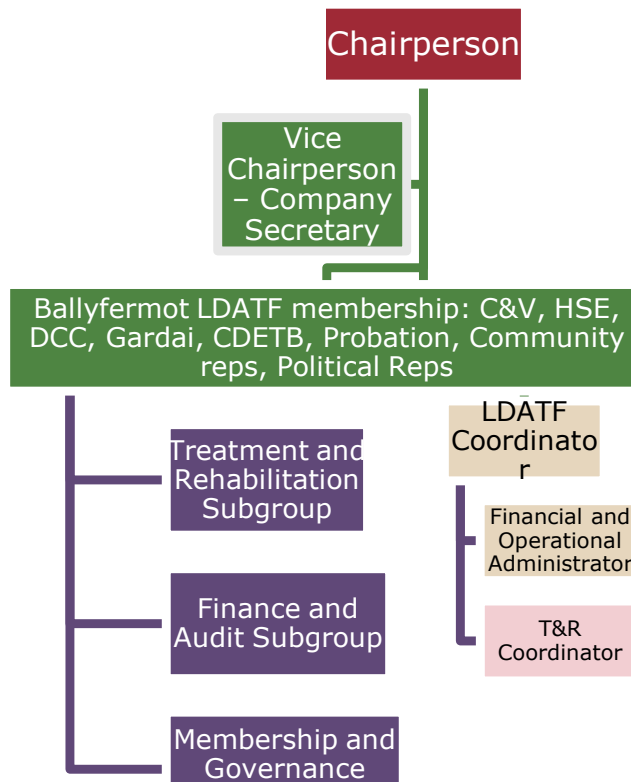 Chairperson
Vice
Chairperson
– Company
Secretary
Ballyfermot LDATF membership: C&V, HSE,
DCC, Gardai, CDETB, Probation, Community
reps, Political Reps
Treatment and
Rehabilitation
Subgroup
Finance and
Audit Subgroup
Membership and
Governance
LDATF
Coordinato
r
Financial and
Operational
Administrator
T&R
Coordinator